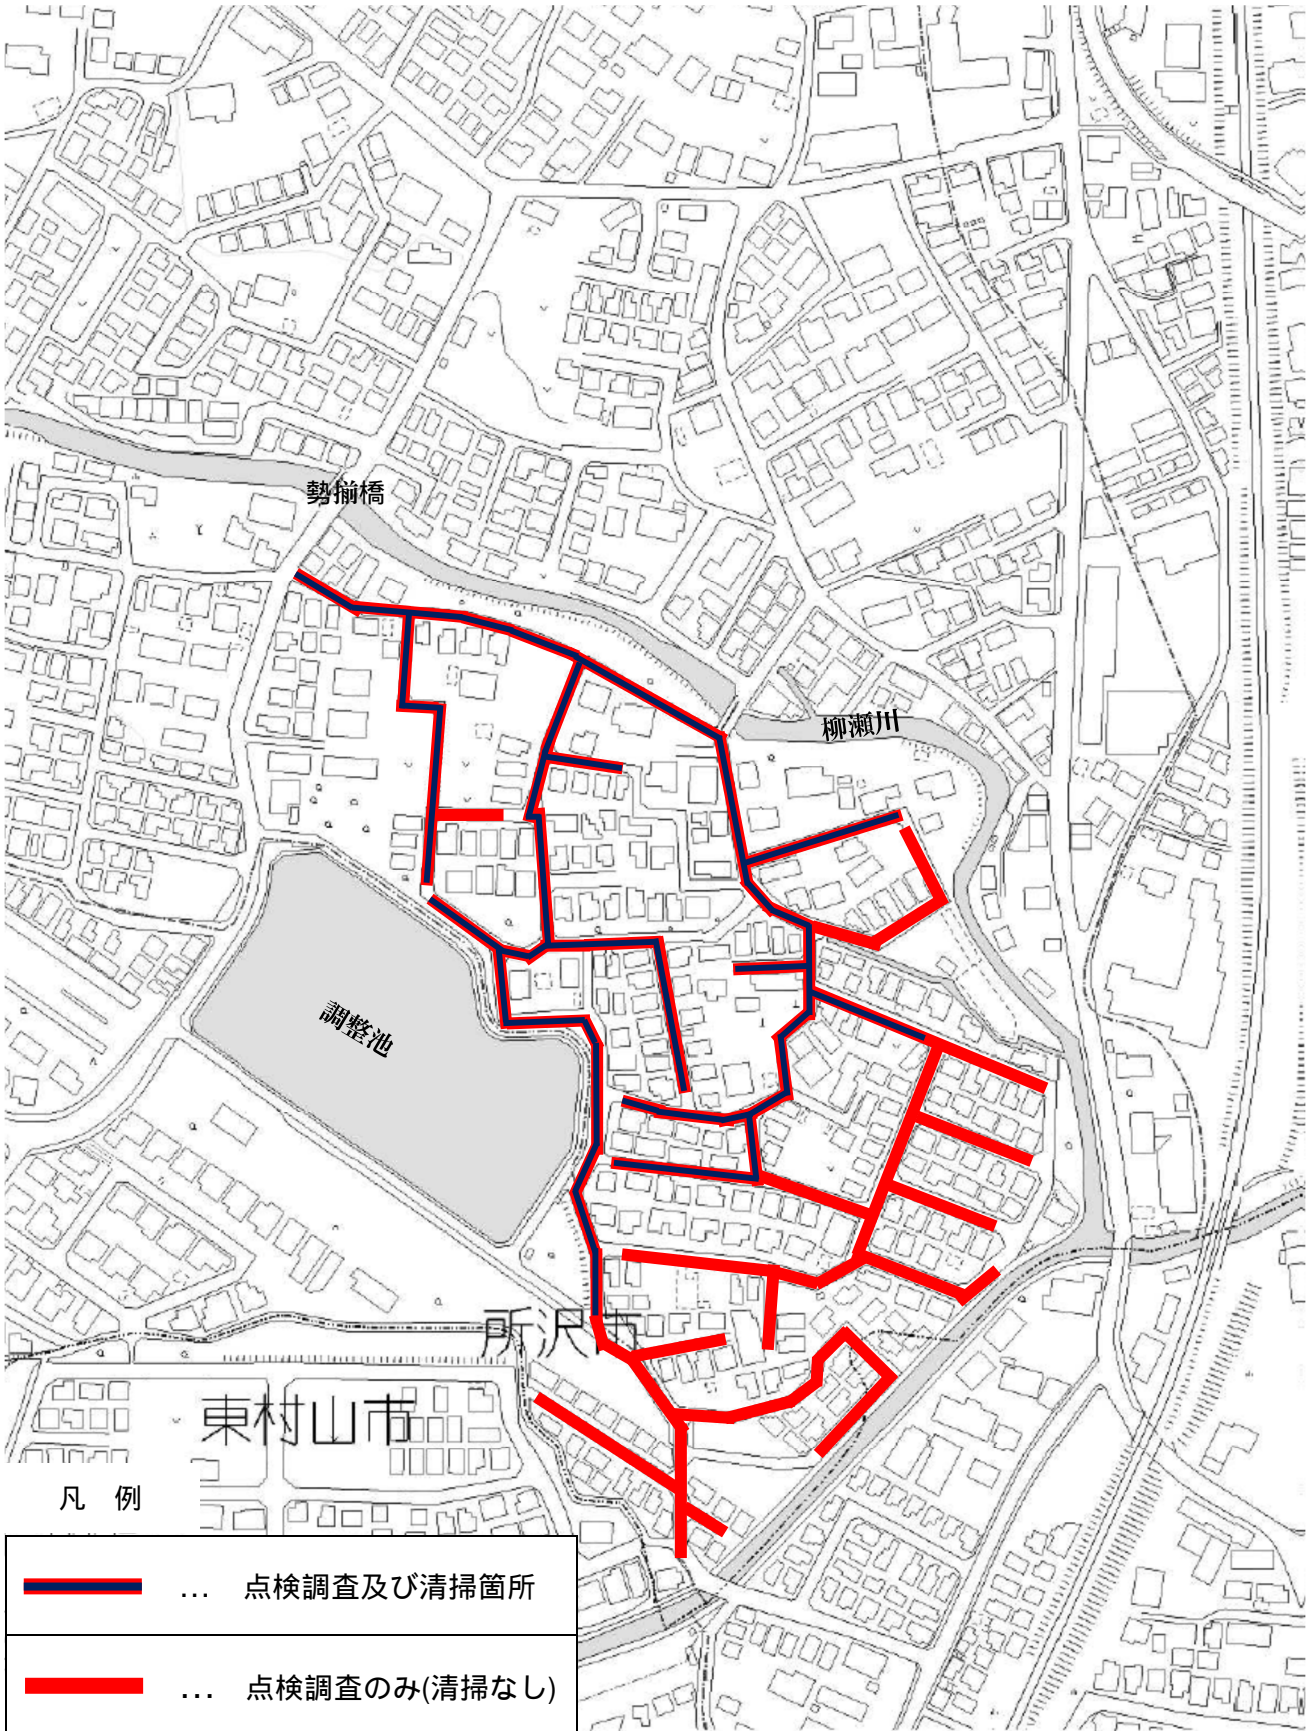 勢揃橋
柳瀬川
調整池
所沢市
東村山市
凡 例
… 点検調査及び清掃箇所
… 点検調査のみ(清掃なし)